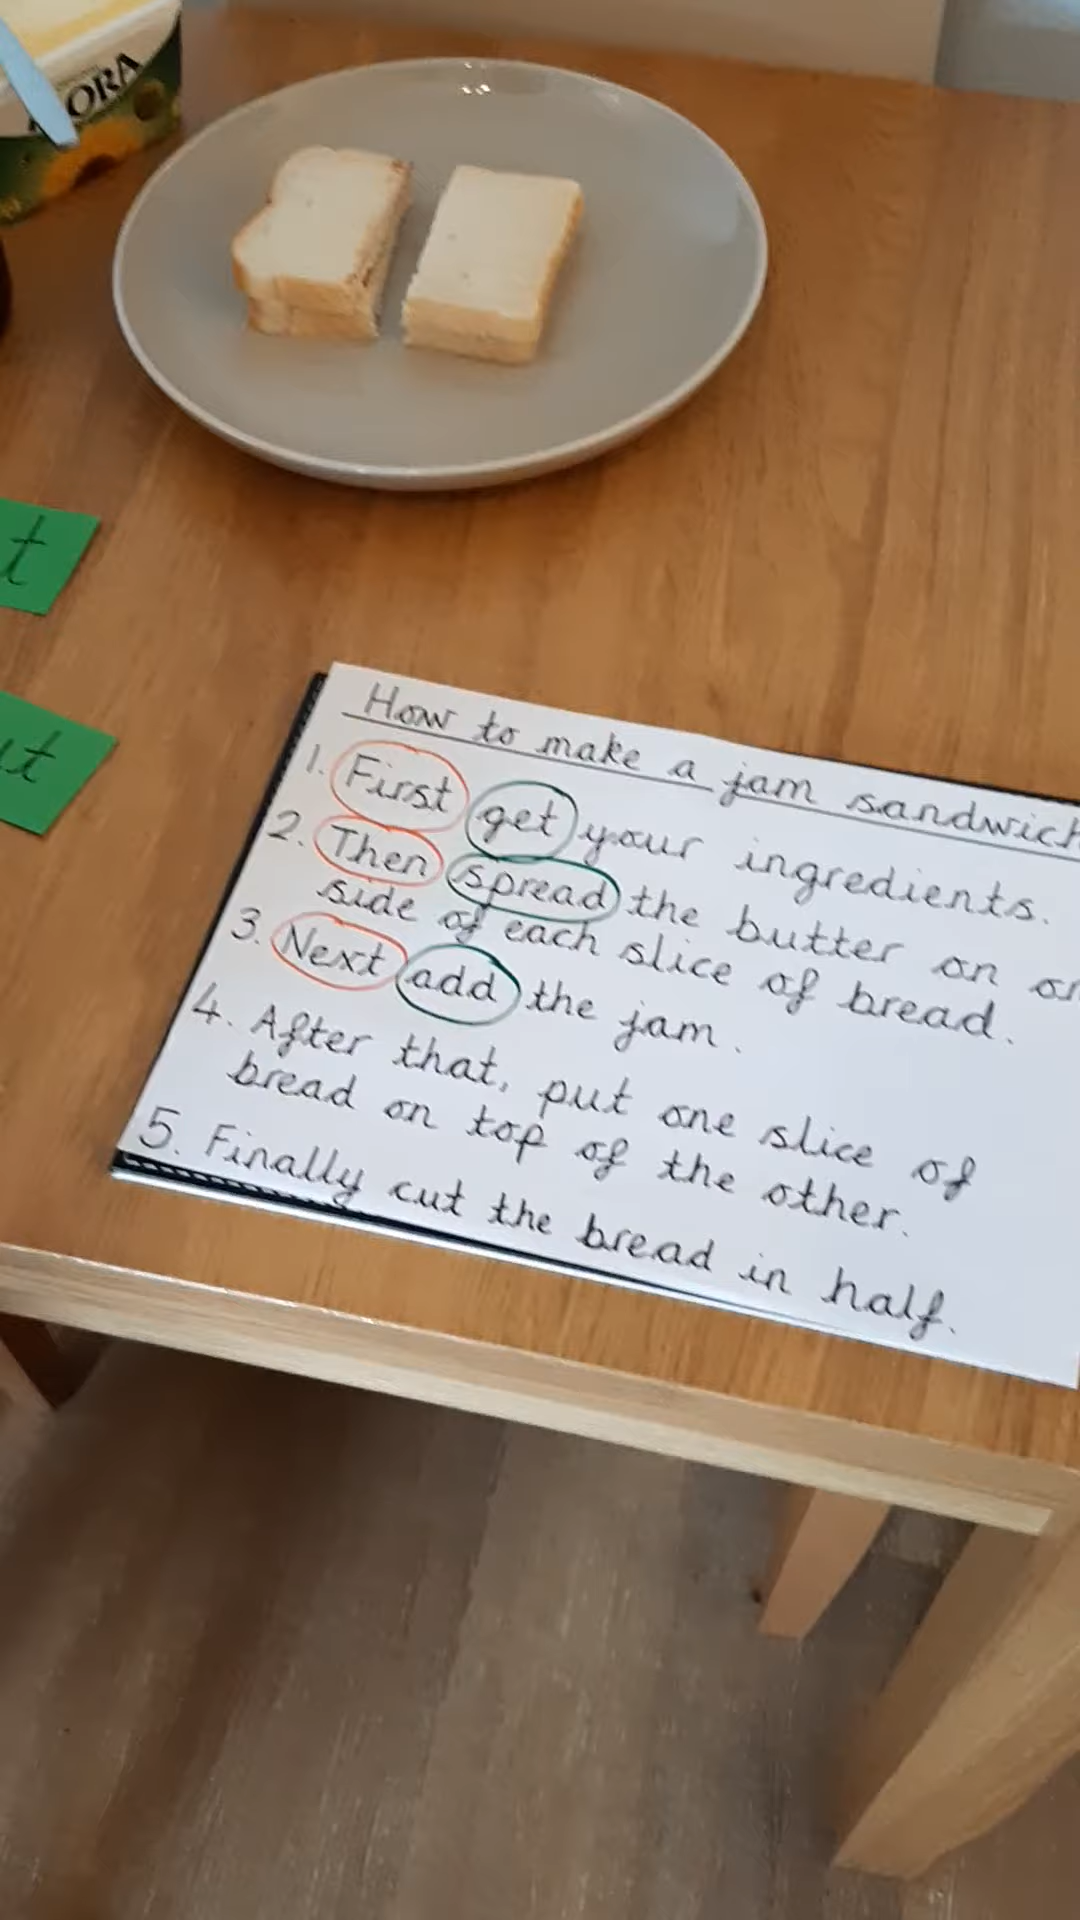 ORA
t
ut
How to make a jam sandwich
1. First get your ingredients.
2. Then spread the butter on
side of each slice of bread.
3. Next add the jam.
4. After that, put one slice of
bread on top of the other.
5. Finally cut the bread in half.